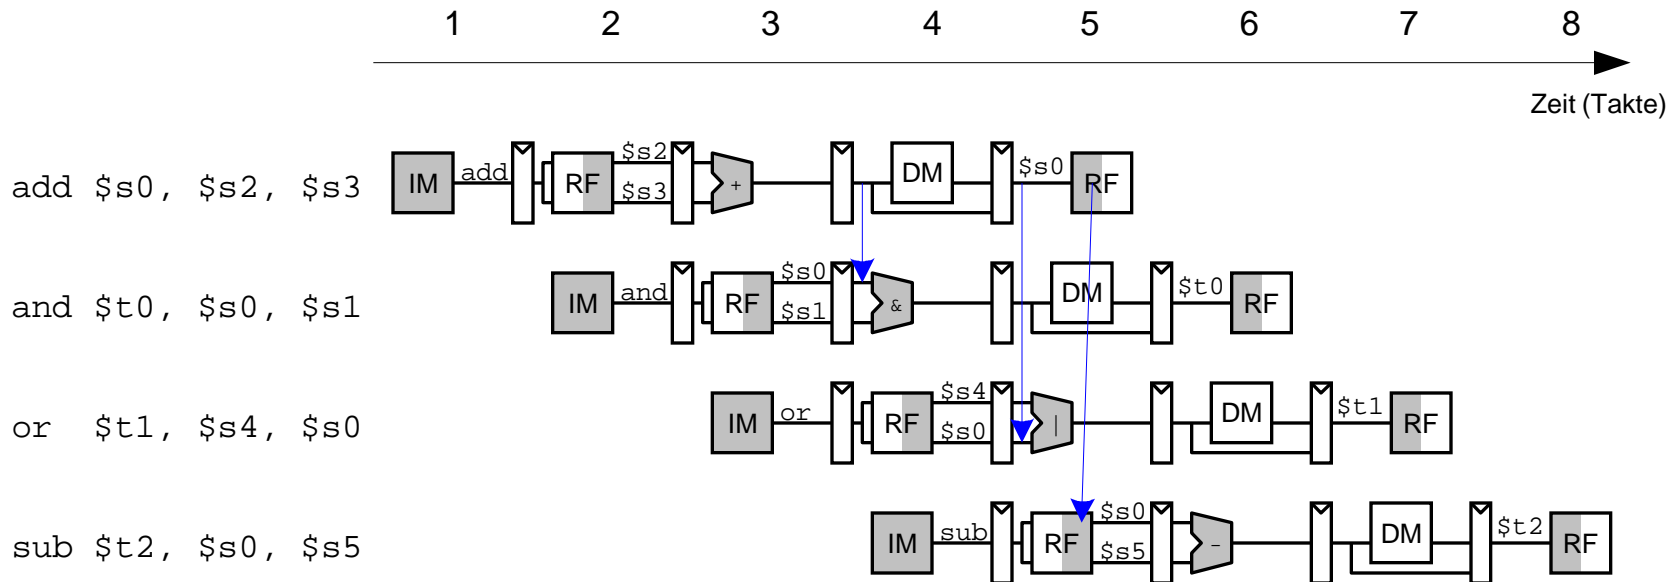 1 2 3 4 5 6 7 8
Zeit (Takte)
add $s0, $s2, $s3 IM add RF $s2 $s3 + DM $s0 RF
and $t0, $s0, $s1 IM and RF $s0 $s1 & DM $t0 RF
or $t1, $s4, $s0 IM or RF $s4 $s0 | DM $t1 RF
sub $t2, $s0, $s5 IM sub RF $s0 $s5 - DM $t2 RF